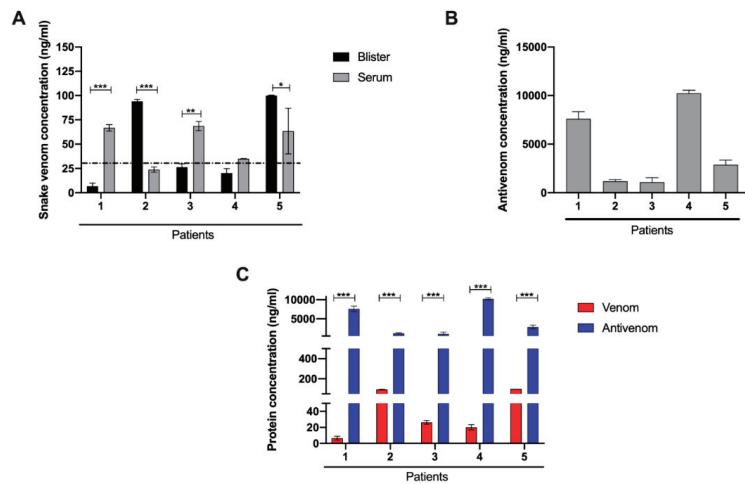 A
Snake venom concentration (ng/ml)
150
125
100
75
50
25
0
*** *** ** *
1 2 3 4 5
Patients
Blister
Serum
B
Antivenom concentration (ng/ml)
15000
10000
5000
0
1 2 3 4 5
Patients
C
Protein concentration (ng/ml)
10000
5000
400
200
40
20
0
*** *** *** *** ***
1 2 3 4 5
Patients
Venom
Antivenom